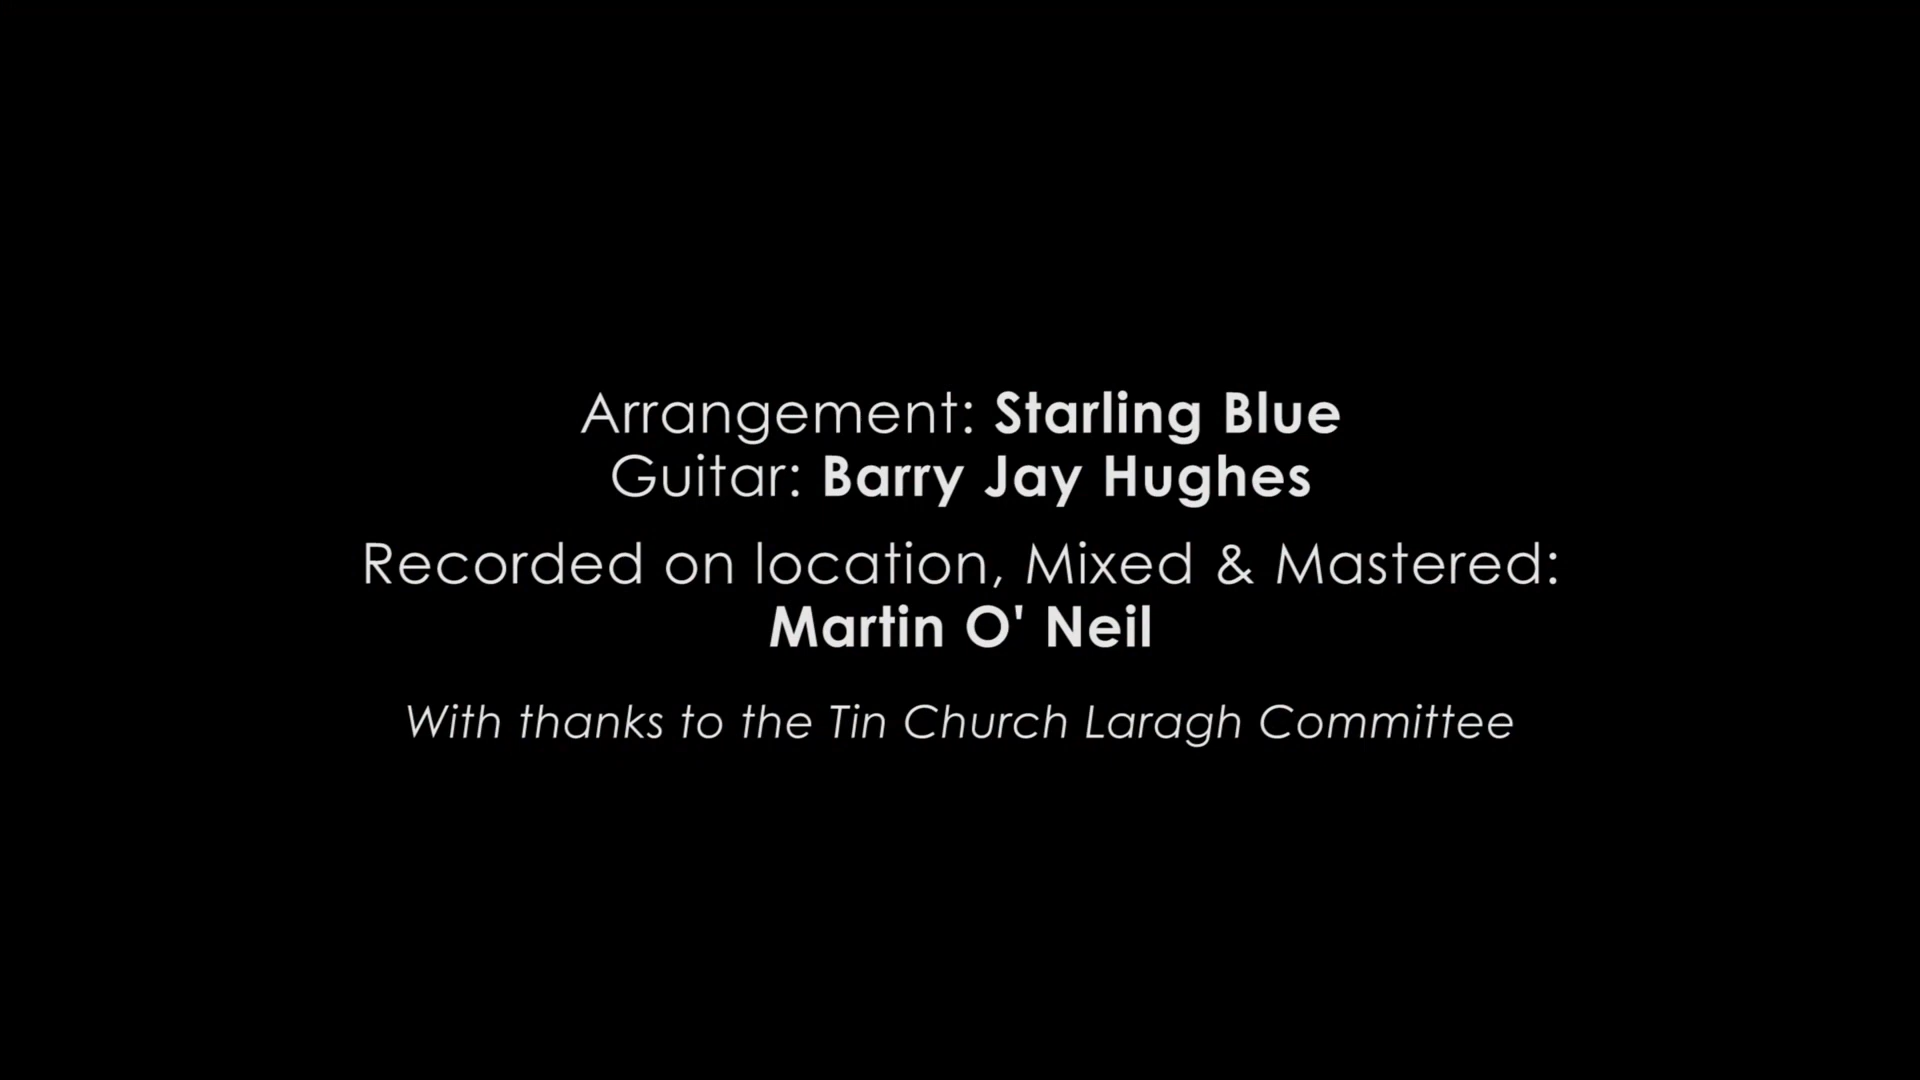 Arrangement: Starling Blue
Guitar: Barry Jay Hughes
Recorded on location, Mixed & Mastered:
Martin O' Neil
With thanks to the Tin Church Laragh Committee